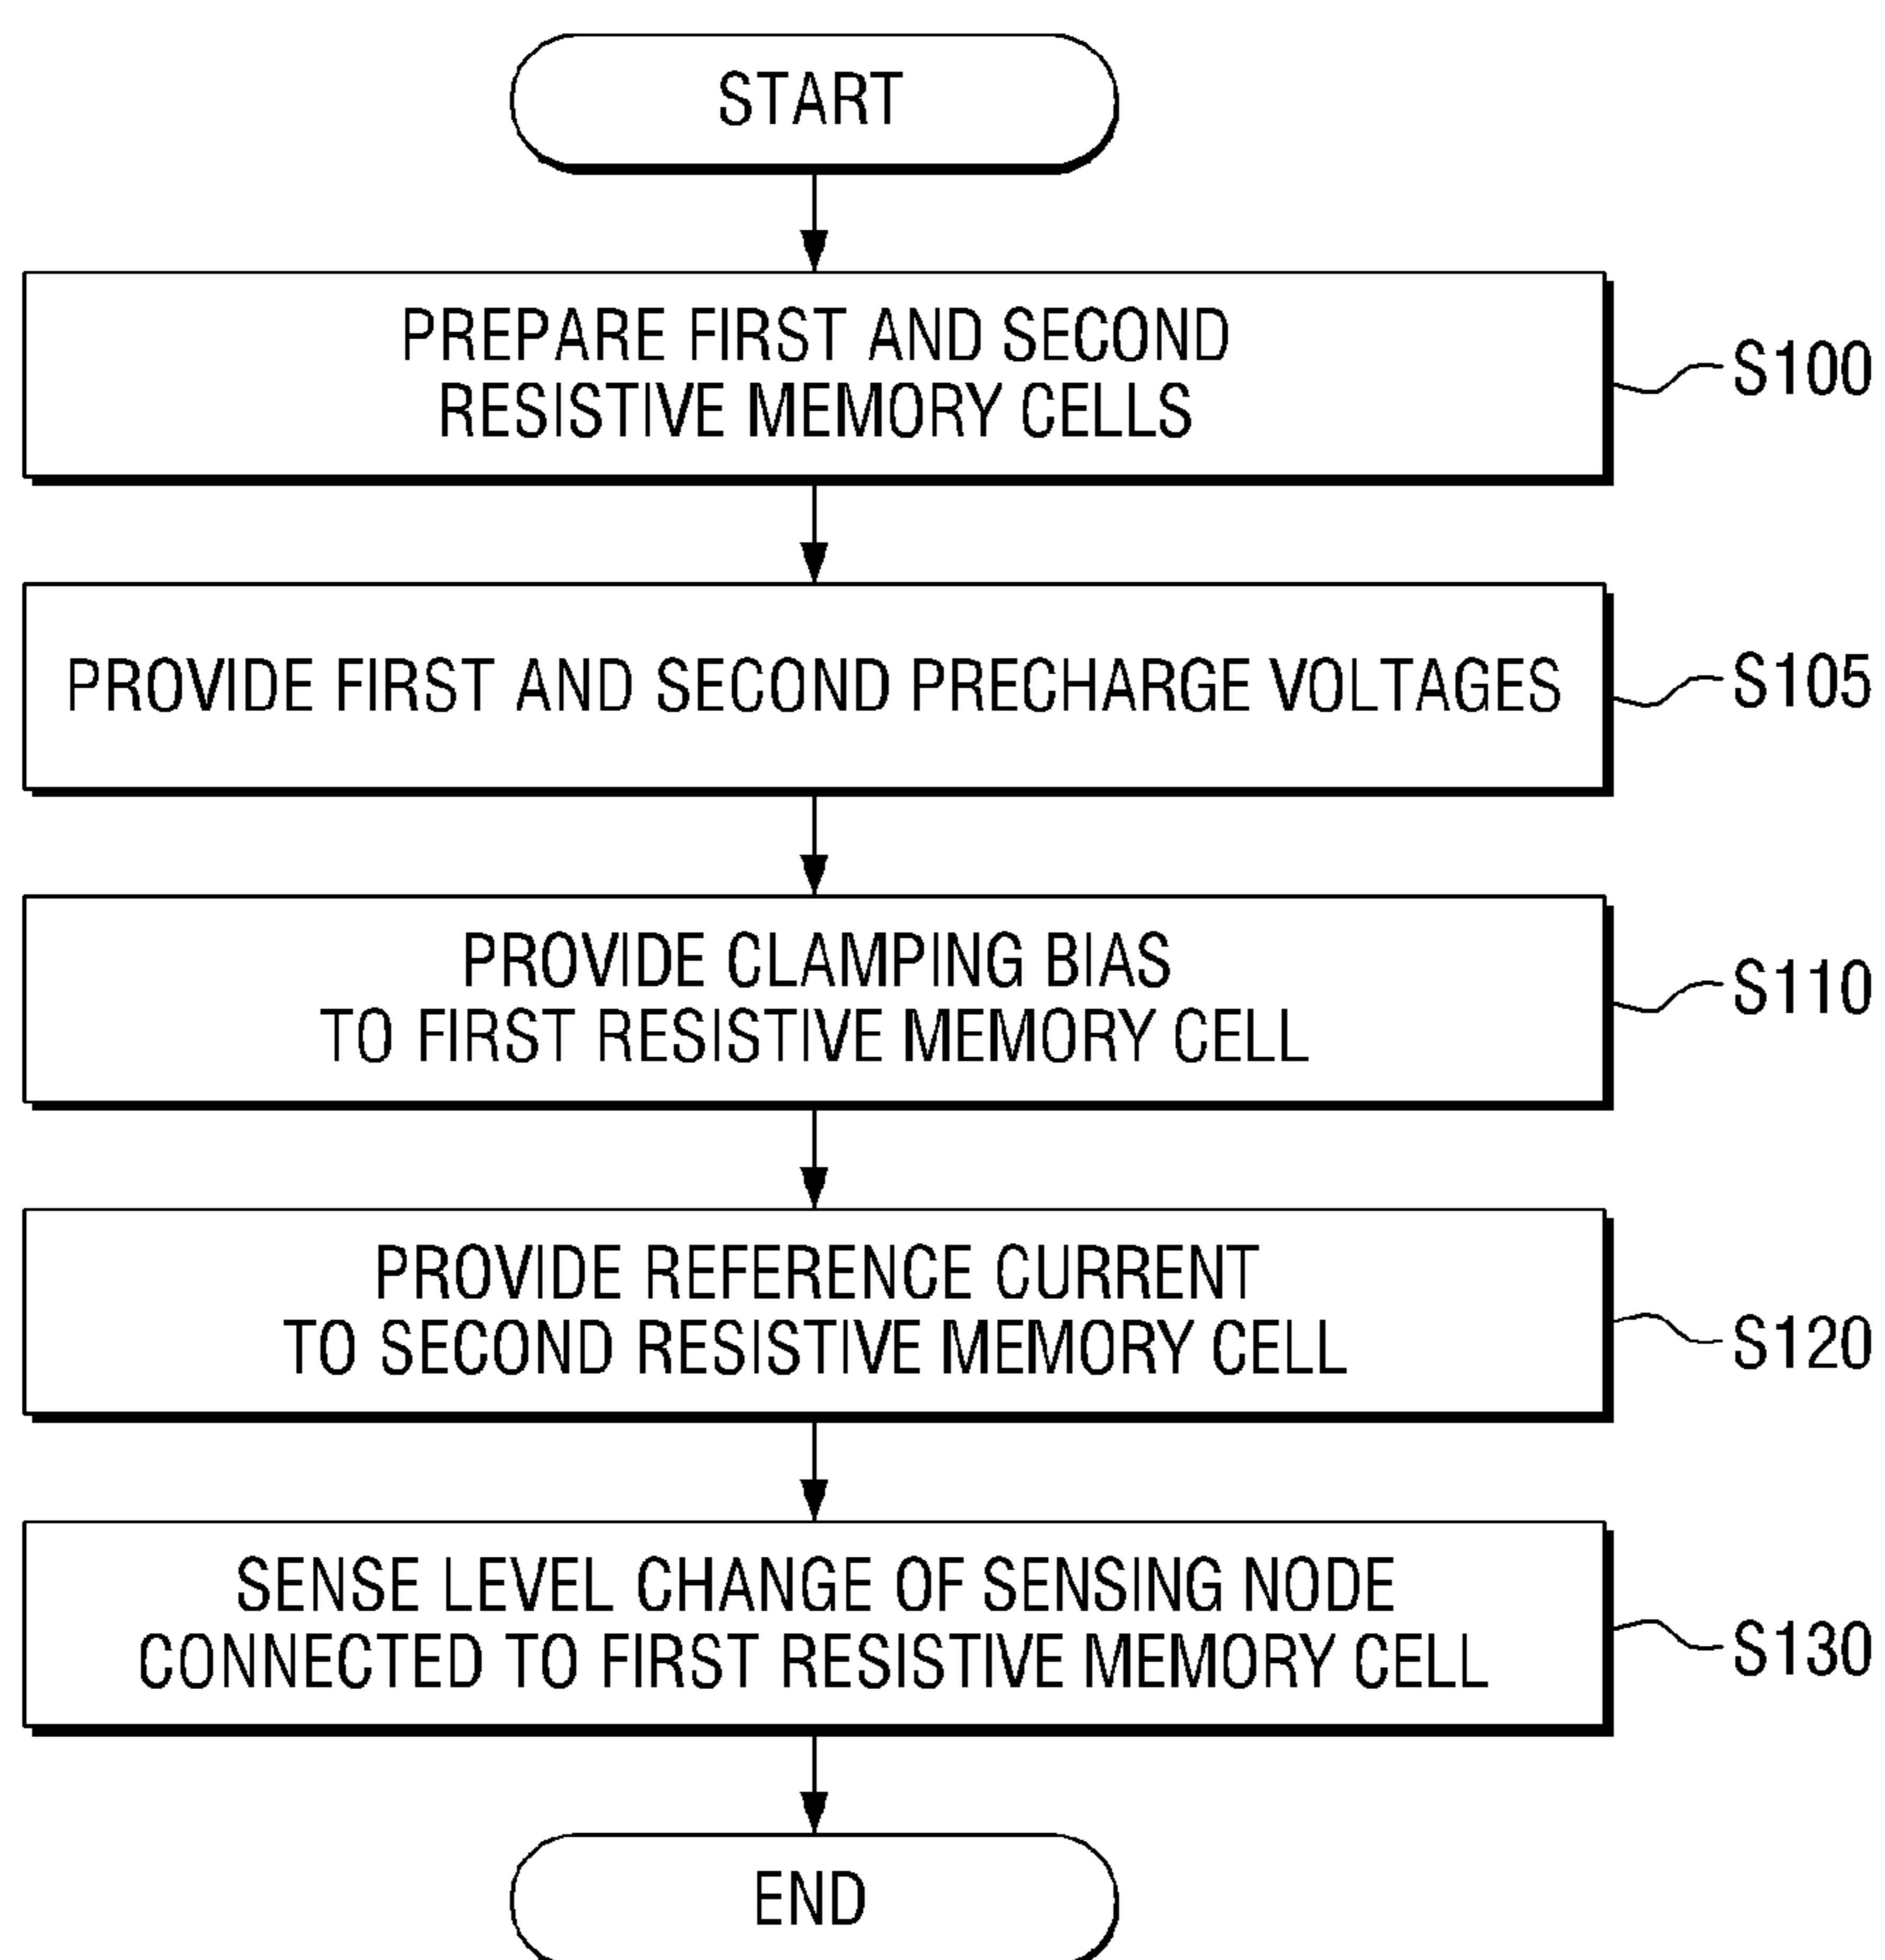 START
PREPARE FIRST AND SECOND
RESISTIVE MEMORY CELLS
S100
PROVIDE FIRST AND SECOND PRECHARGE VOLTAGES
S105
PROVIDE CLAMPING BIAS
TO FIRST RESISTIVE MEMORY CELL
S110
PROVIDE REFERENCE CURRENT
TO SECOND RESISTIVE MEMORY CELL
S120
SENSE LEVEL CHANGE OF SENSING NODE
CONNECTED TO FIRST RESISTIVE MEMORY CELL
S130
END